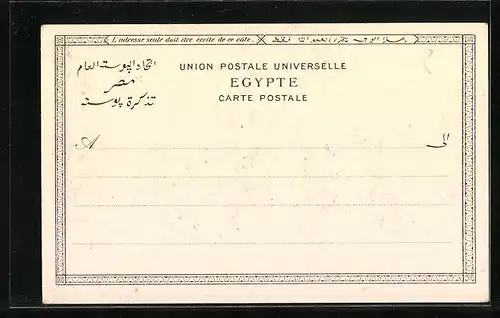 L'adresse seule doit être écrite de ce côté.
UNION POSTALE UNIVERSELLE
EGYPTE
CARTE POSTALE
اتحاد البوستة العام
مصر
تذكرة بوستة
A
الى